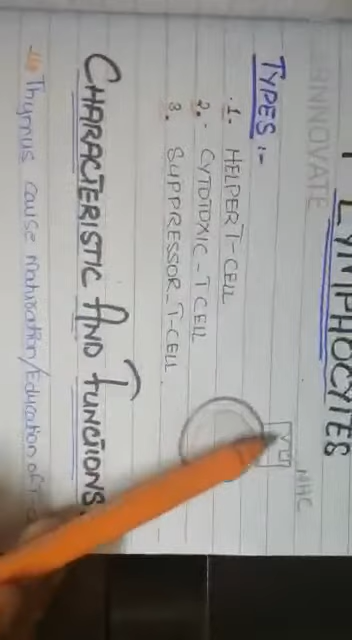 INNOVATE
LYMPHOCYTES
TYPES :-
1. HELPER T-CELL
2. CYTOTOXIC-T CELL
3. SUPPRESSOR-T-CELL
MHC
CHARACTERISTIC AND FUNCTIONS.
Thymus cause maturation/Education of T